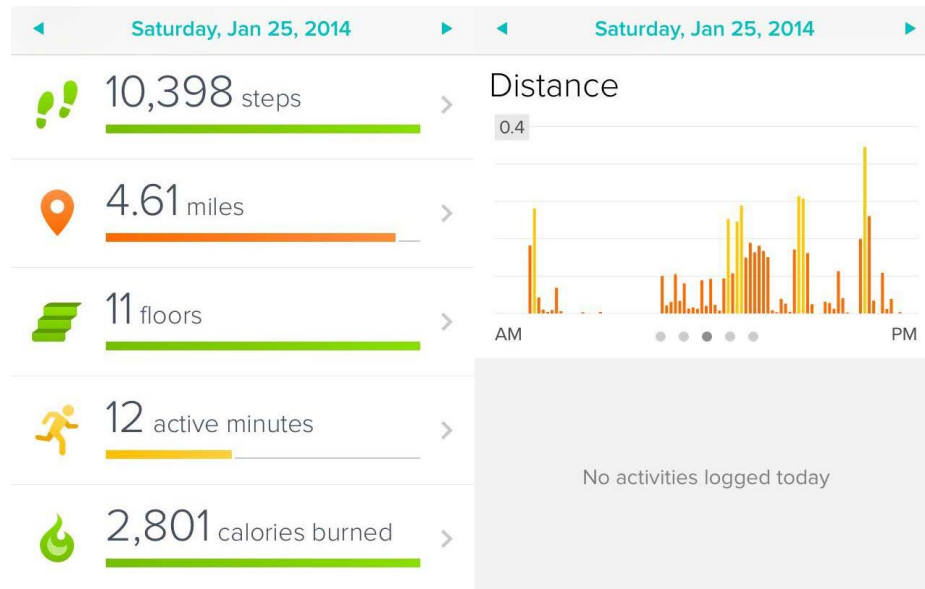 Saturday, Jan 25, 2014
10,398 steps
4.61 miles
11 floors
12 active minutes
2,801 calories burned
Saturday, Jan 25, 2014
Distance
0.4
AM
PM
No activities logged today